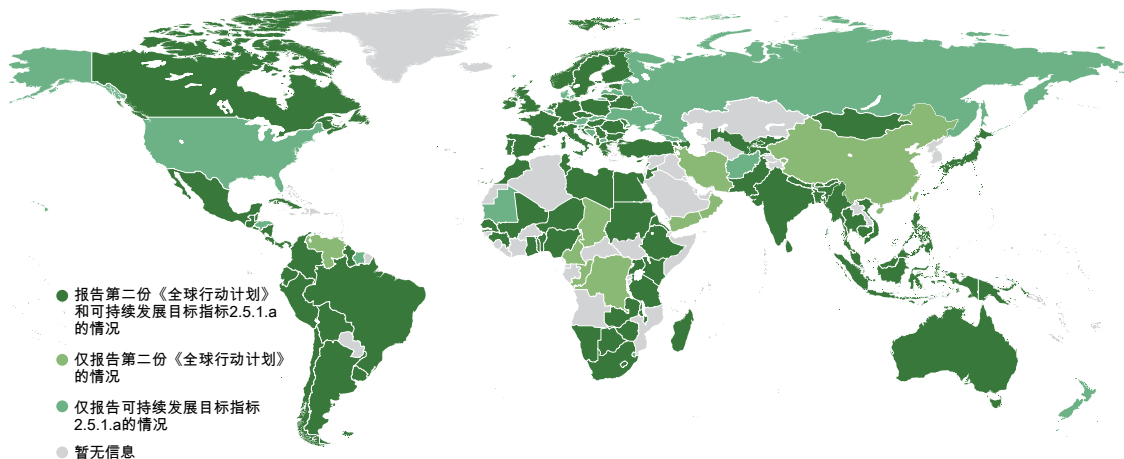 报告第二份《全球行动计划》
和可持续发展目标指标2.5.1.a
的情况
仅报告第二份《全球行动计划》
的情况
仅报告可持续发展目标指标
2.5.1.a的情况
暂无信息